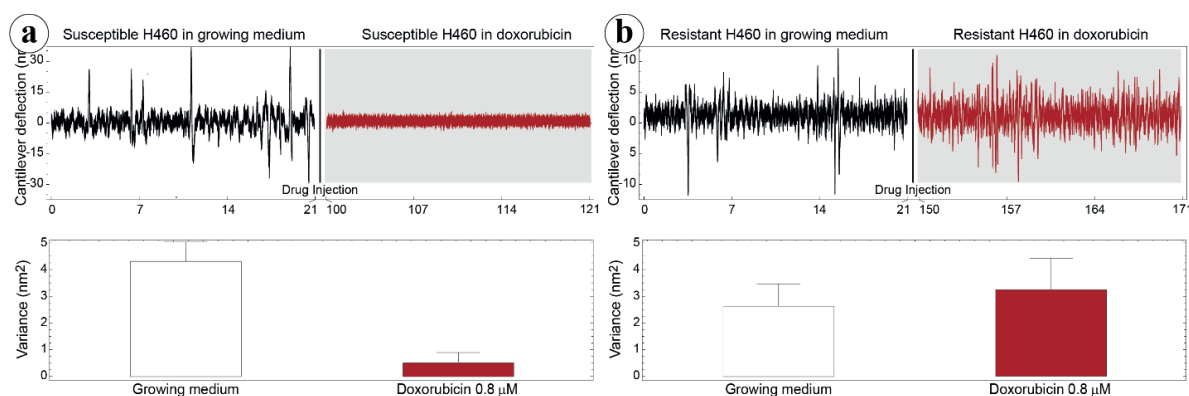 a
Susceptible H460 in growing medium
Susceptible H460 in doxorubicin
Cantilever deflection (nm
30
15
0
-15
-30
Drug Injection
0
7
14
21
100
107
114
121
Variance (nm2)
5
4
3
2
1
0
Growing medium
Doxorubicin 0.8 μM
b
Resistant H460 in growing medium
Resistant H460 in doxorubicin
Cantilever deflection (nm)
10
5
0
5
10
Drug Injection
0
7
14
21
150
157
164
171
Variance (nm2)
5
4
3
2
1
0
Growing medium
Doxorubicin 0.8 μM